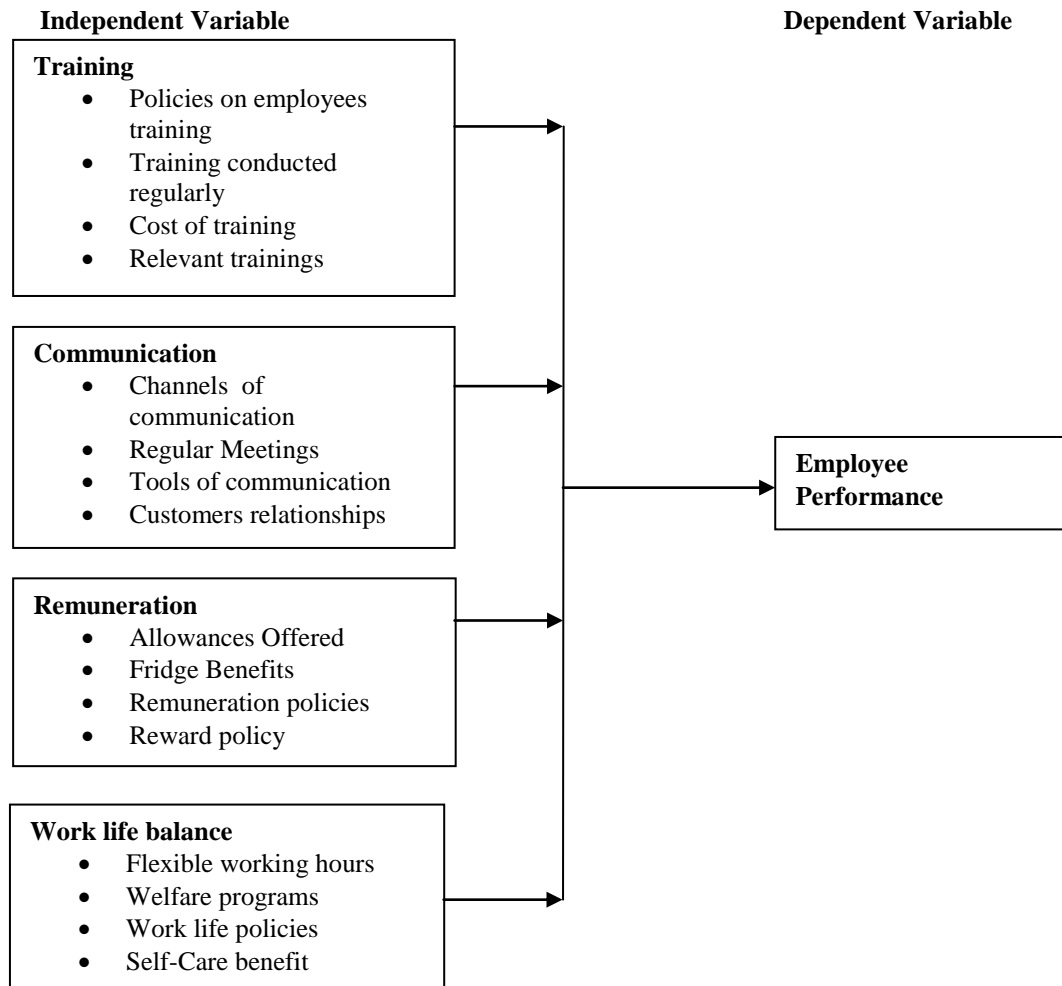 Independent Variable
Dependent Variable
Training
• Policies on employees
training
• Training conducted
regularly
• Cost of training
• Relevant trainings
Communication
• Channels of
communication
• Regular Meetings
• Tools of communication
• Customers relationships
Employee
Performance
Remuneration
• Allowances Offered
• Fridge Benefits
• Remuneration policies
• Reward policy
Work life balance
• Flexible working hours
• Welfare programs
• Work life policies
• Self-Care benefit